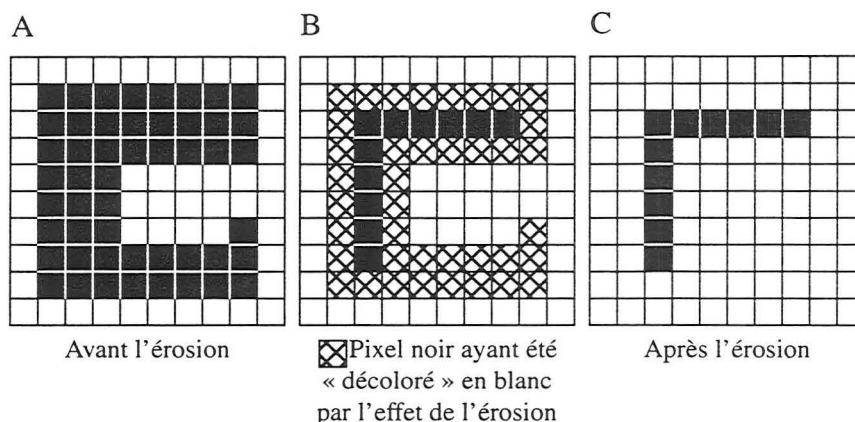 A
B
C
Avant l'érosion
Pixel noir ayant été
« décoloré » en blanc
par l'effet de l'érosion
Après l'érosion